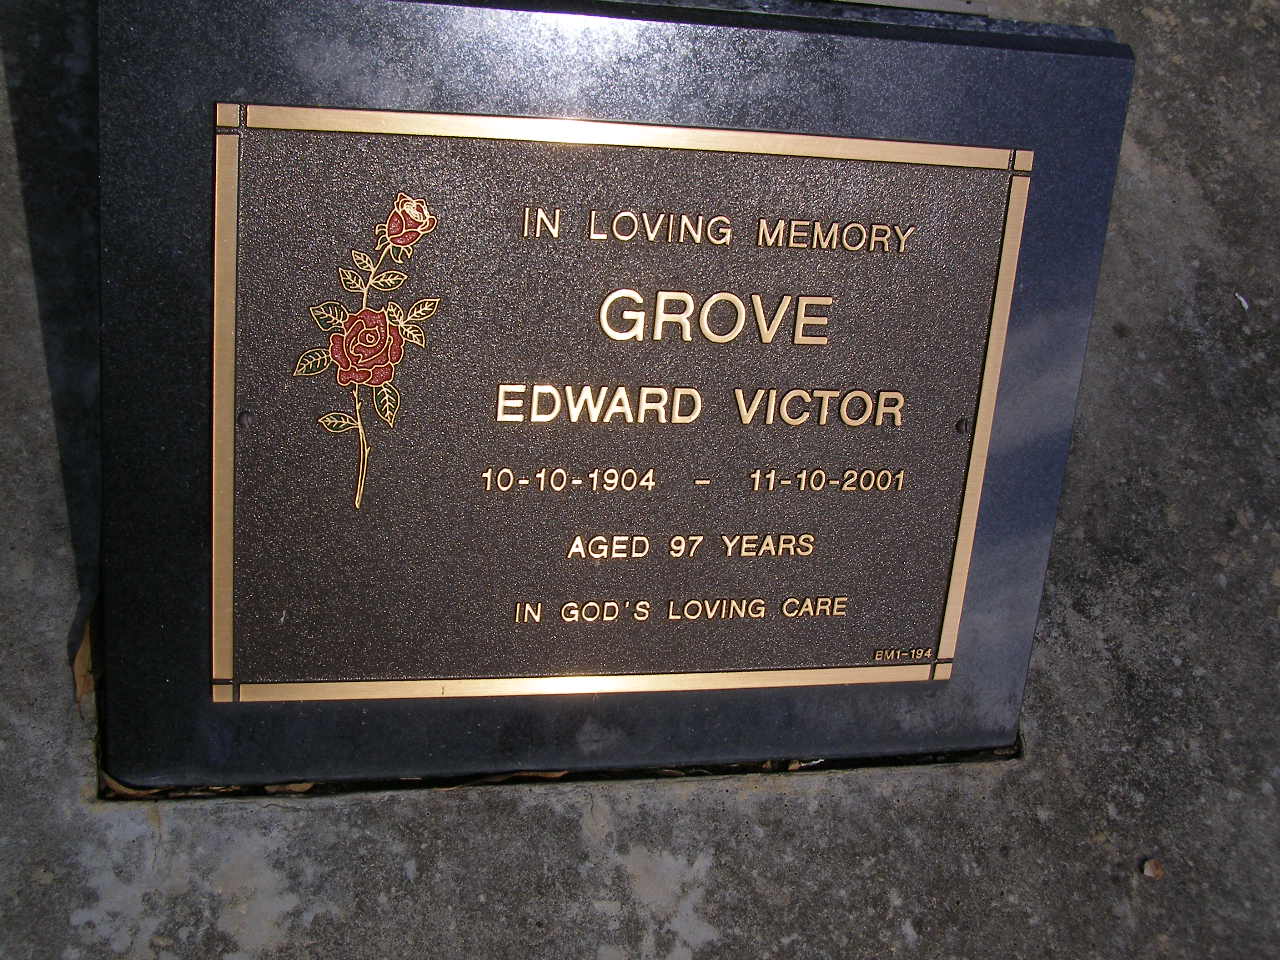 IN LOVING MEMORY
GROVE
EDWARD VICTOR
10-10-1904 - 11-10-2001
AGED 97 YEARS
IN GOD'S LOVING CARE
BM1-194